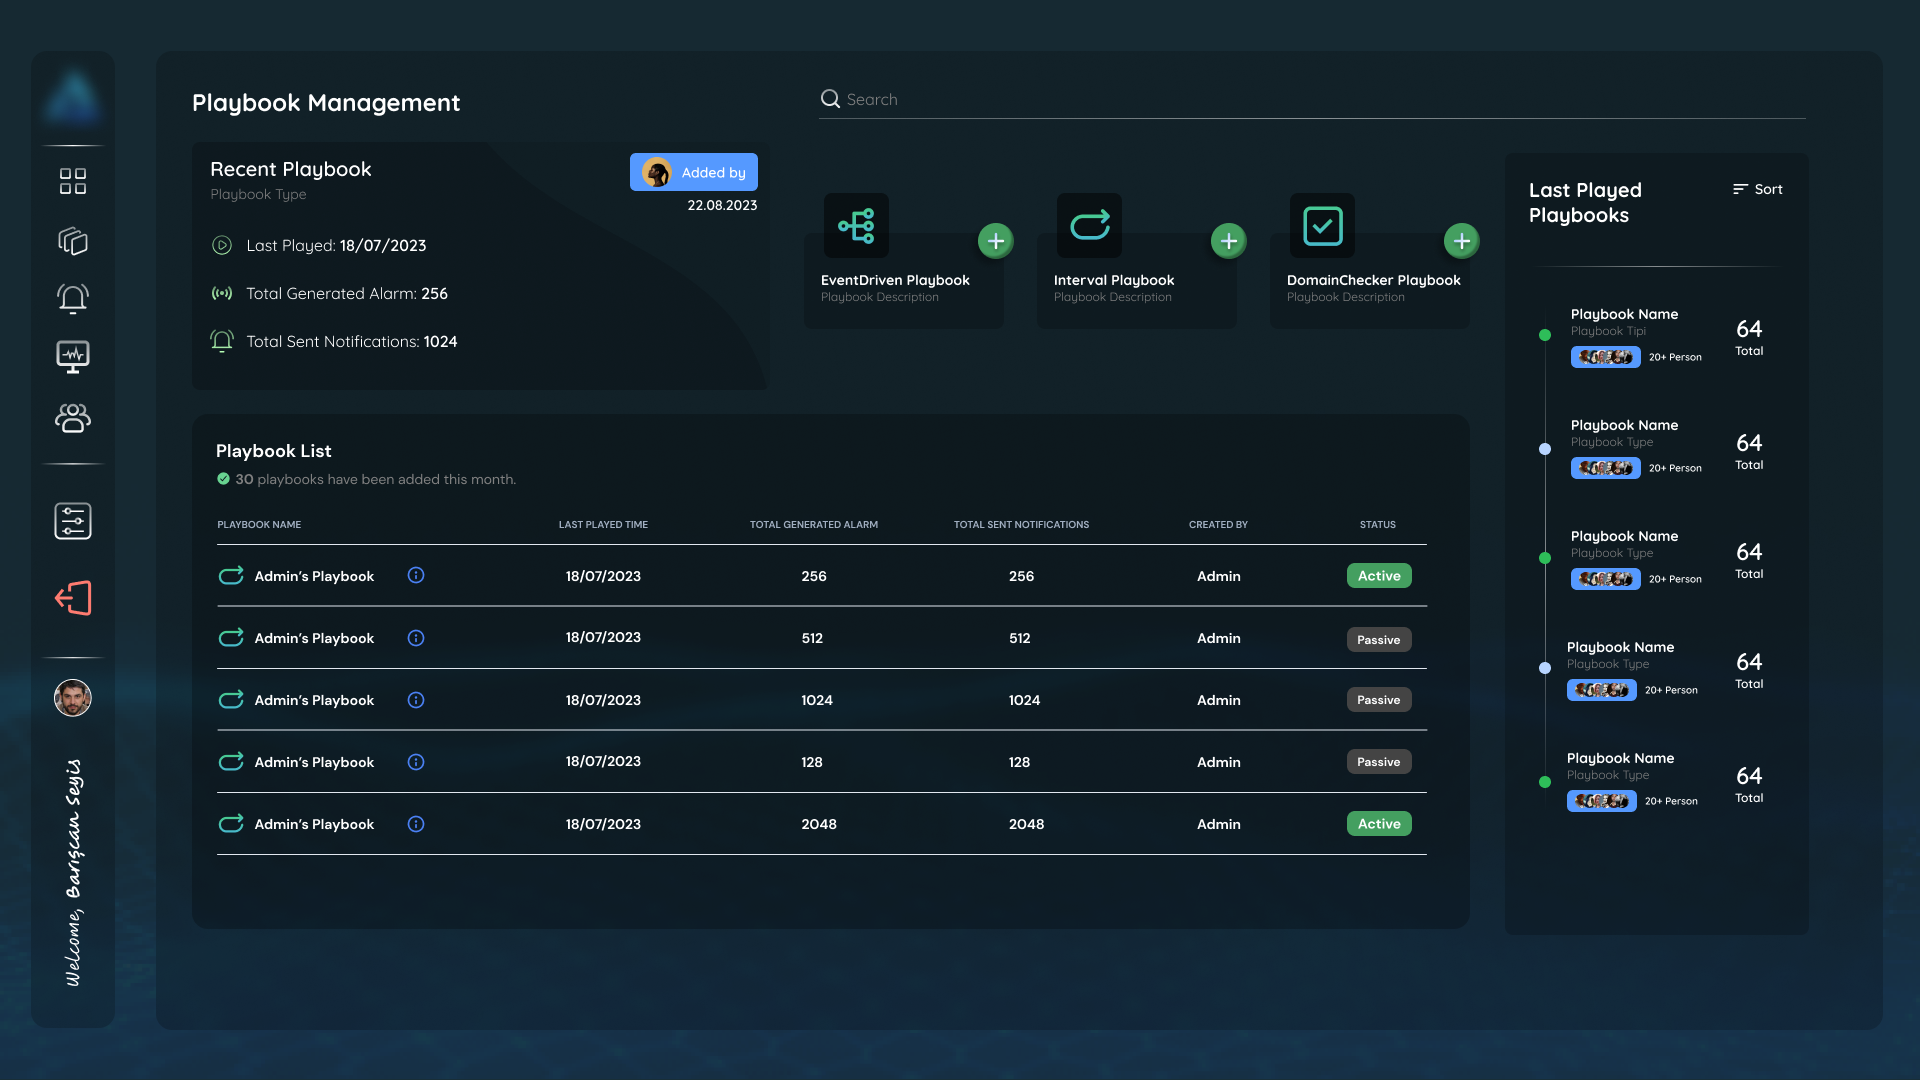 Playbook Management
Search
Recent Playbook
Playbook Type
Added by
22.08.2023
Last Played: 18/07/2023
Total Generated Alarm: 256
Total Sent Notifications: 1024
EventDriven Playbook
Playbook Description
Interval Playbook
Playbook Description
DomainChecker Playbook
Playbook Description
Playbook List
30 playbooks have been added this month.
PLAYBOOK NAME LAST PLAYED TIME TOTAL GENERATED ALARM TOTAL SENT NOTIFICATIONS CREATED BY STATUS
Admin’s Playbook 18/07/2023 256 256 Admin Active
Admin’s Playbook 18/07/2023 512 512 Admin Passive
Admin’s Playbook 18/07/2023 1024 1024 Admin Passive
Admin’s Playbook 18/07/2023 128 128 Admin Passive
Admin’s Playbook 18/07/2023 2048 2048 Admin Active
Last Played
Playbooks
Sort
Playbook Name
Playbook Tipi
20+ Person
64
Total
Playbook Name
Playbook Type
20+ Person
64
Total
Playbook Name
Playbook Type
20+ Person
64
Total
Playbook Name
Playbook Type
20+ Person
64
Total
Playbook Name
Playbook Type
20+ Person
64
Total
Welcome, Barışcan Seyis